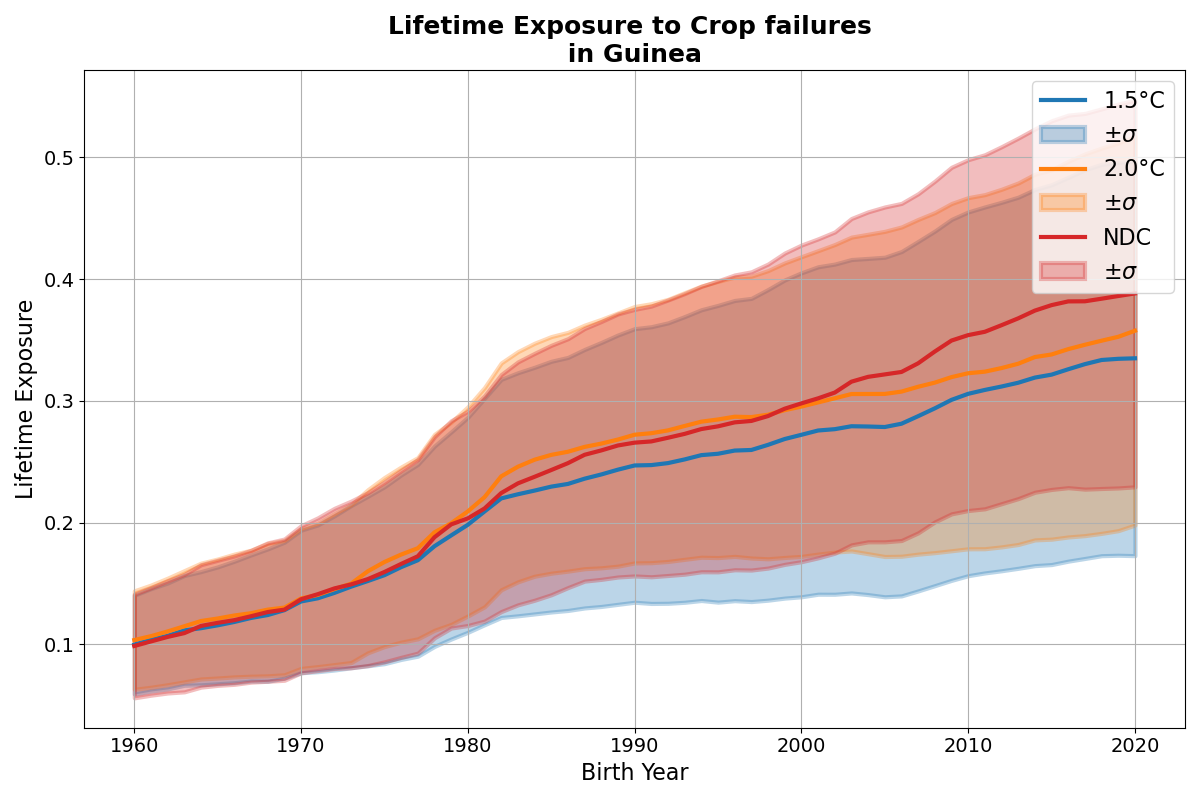 Lifetime Exposure to Crop failures
in Guinea
1.5°C
±σ
2.0°C
±σ
NDC
±σ
Lifetime Exposure
0.5
0.4
0.3
0.2
0.1
1960 1970 1980 1990 2000 2010 2020
Birth Year